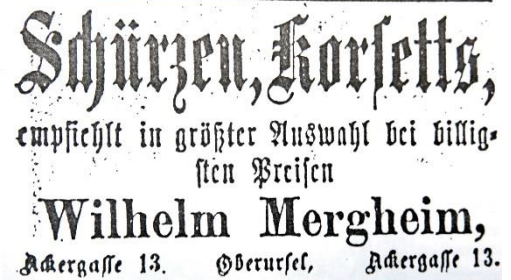 Schürzen, Korsetts,
empfiehlt in größter Auswahl bei billig-
sten Preisen
Wilhelm Mergheim,
Ackergasse 13. Oberursel, Ackergasse 13.